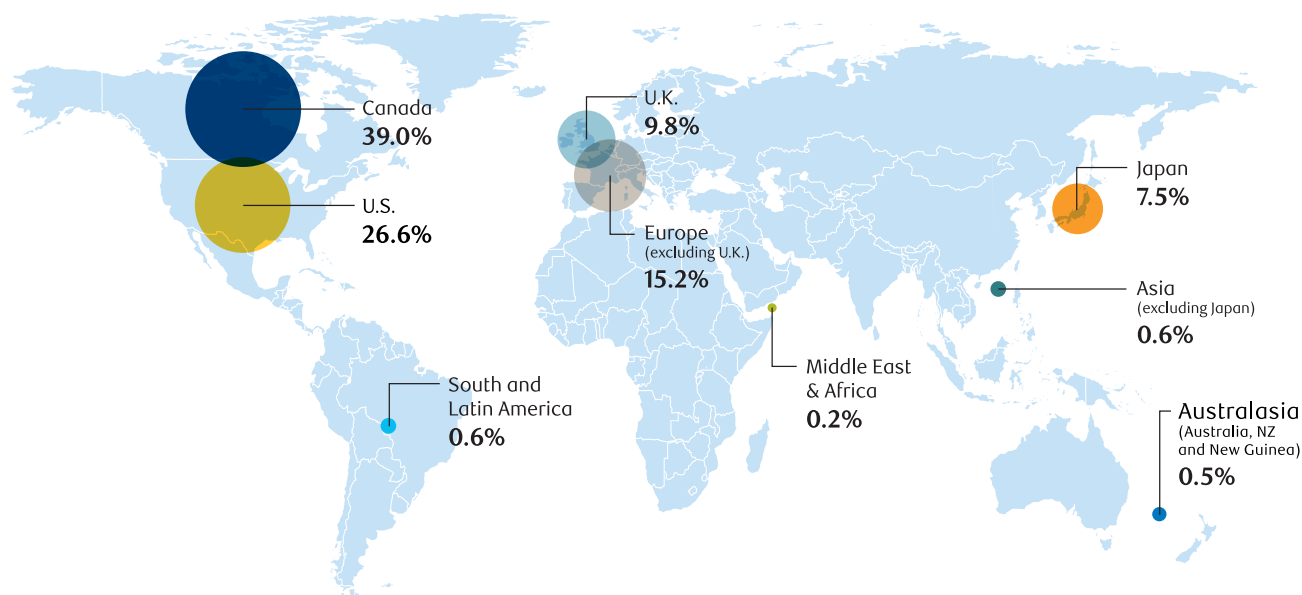 Canada
39.0%
U.S.
26.6%
U.K.
9.8%
Europe
(excluding U.K.)
15.2%
Japan
7.5%
Asia
(excluding Japan)
0.6%
Middle East
& Africa
0.2%
South and
Latin America
0.6%
Australasia
(Australia, NZ
and New Guinea)
0.5%